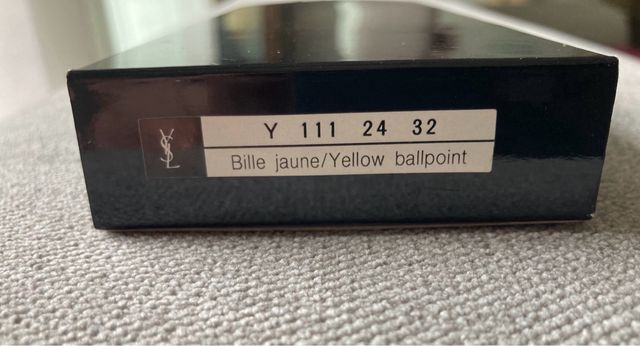 YSL
Y 111 24 32
Bille jaune/Yellow ballpoint